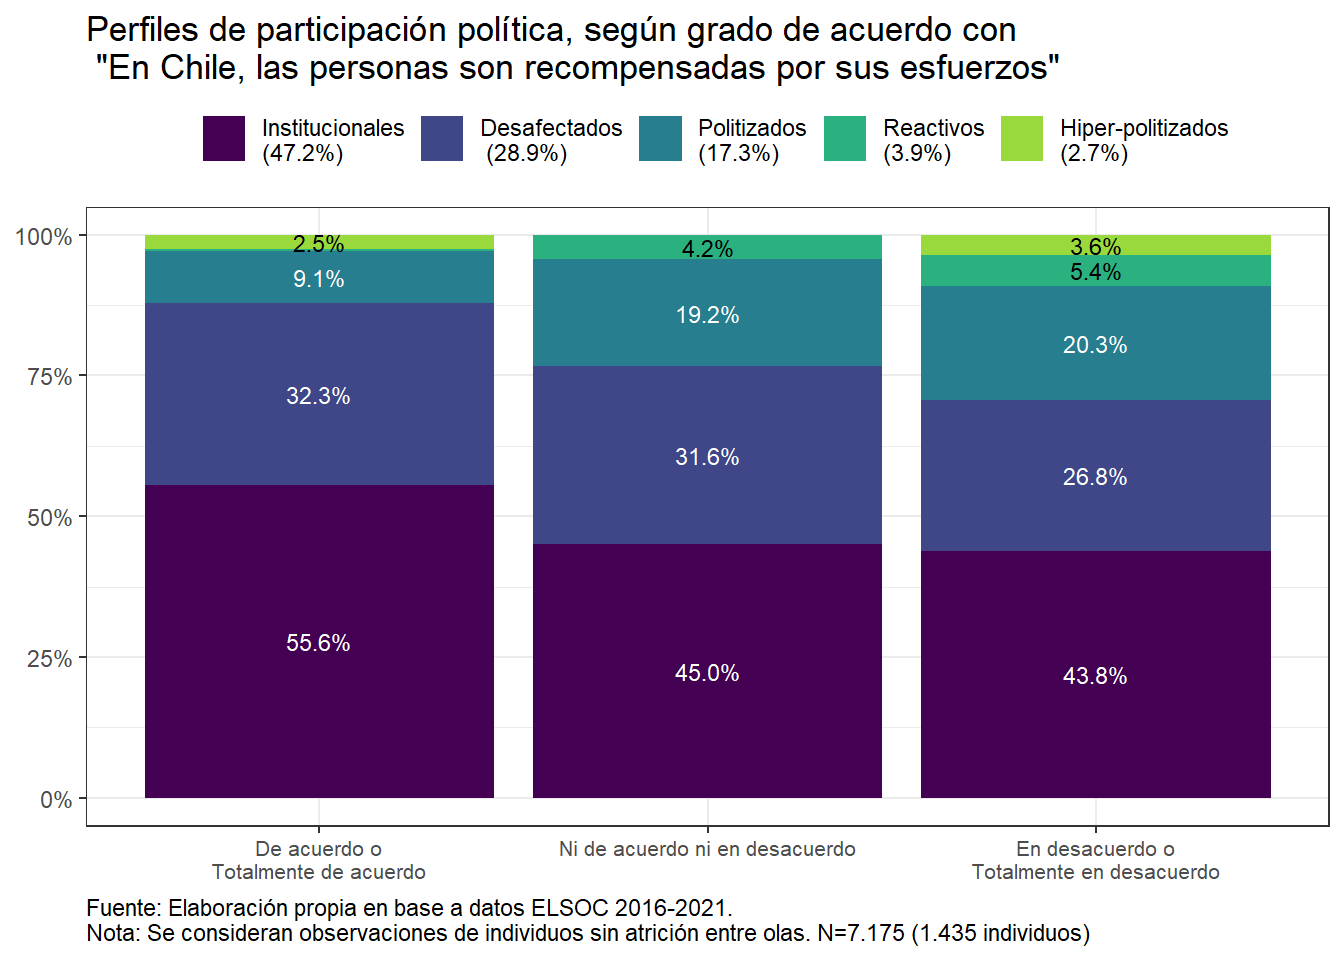 Perfiles de participación política, según grado de acuerdo con
"En Chile, las personas son recompensadas por sus esfuerzos"
Institucionales
(47.2%)
Desafectados
(28.9%)
Politizados
(17.3%)
Reactivos
(3.9%)
Hiper-politizados
(2.7%)
100%
75%
50%
25%
0%
2.5%
9.1%
32.3%
55.6%
4.2%
19.2%
31.6%
45.0%
3.6%
5.4%
20.3%
26.8%
43.8%
De acuerdo o
Totalmente de acuerdo
Ni de acuerdo ni en desacuerdo
En desacuerdo o
Totalmente en desacuerdo
Fuente: Elaboración propia en base a datos ELSOC 2016-2021.
Nota: Se consideran observaciones de individuos sin atrición entre olas. N=7.175 (1.435 individuos)